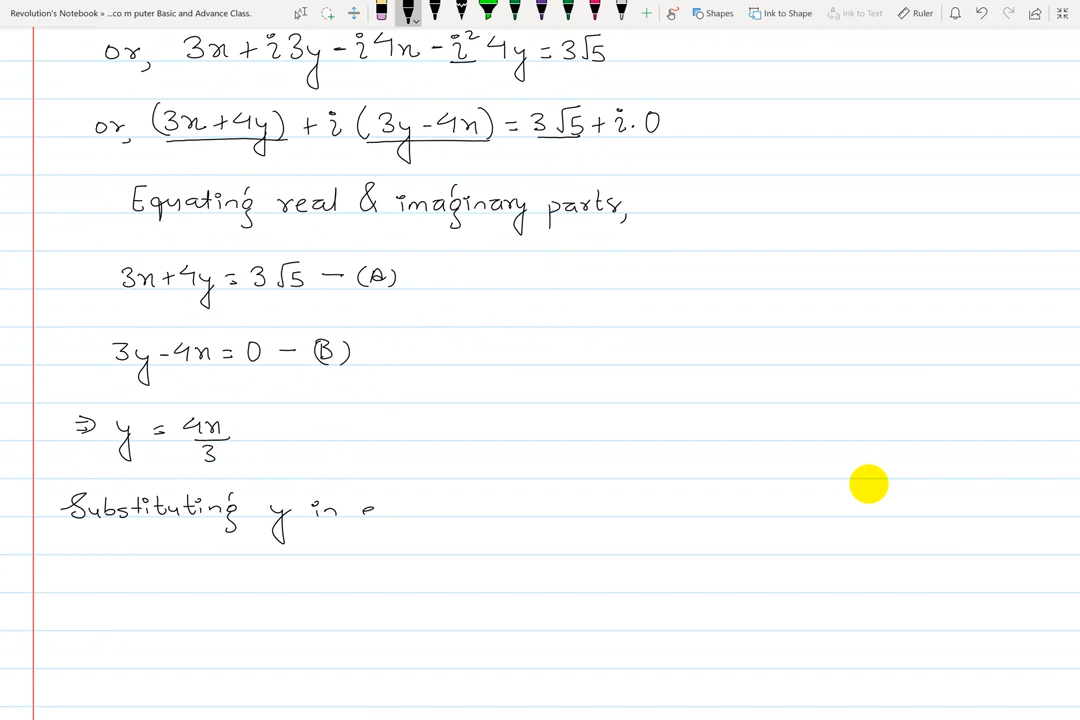 Revolution's Notebook » ...co m puter Basic and Advance Class.
Shapes Ink to Shape Ink to Text Ruler
or, 3x + i3y - i4x - i²4y = 3√5
or, (3x+4y) + i (3y-4x) = 3√5 + i.0
Equating real & imaginary parts,
3x+4y = 3√5 — (A)
3y-4x = 0 — (B)
⇒ y = 4x/3
Substituting y in e